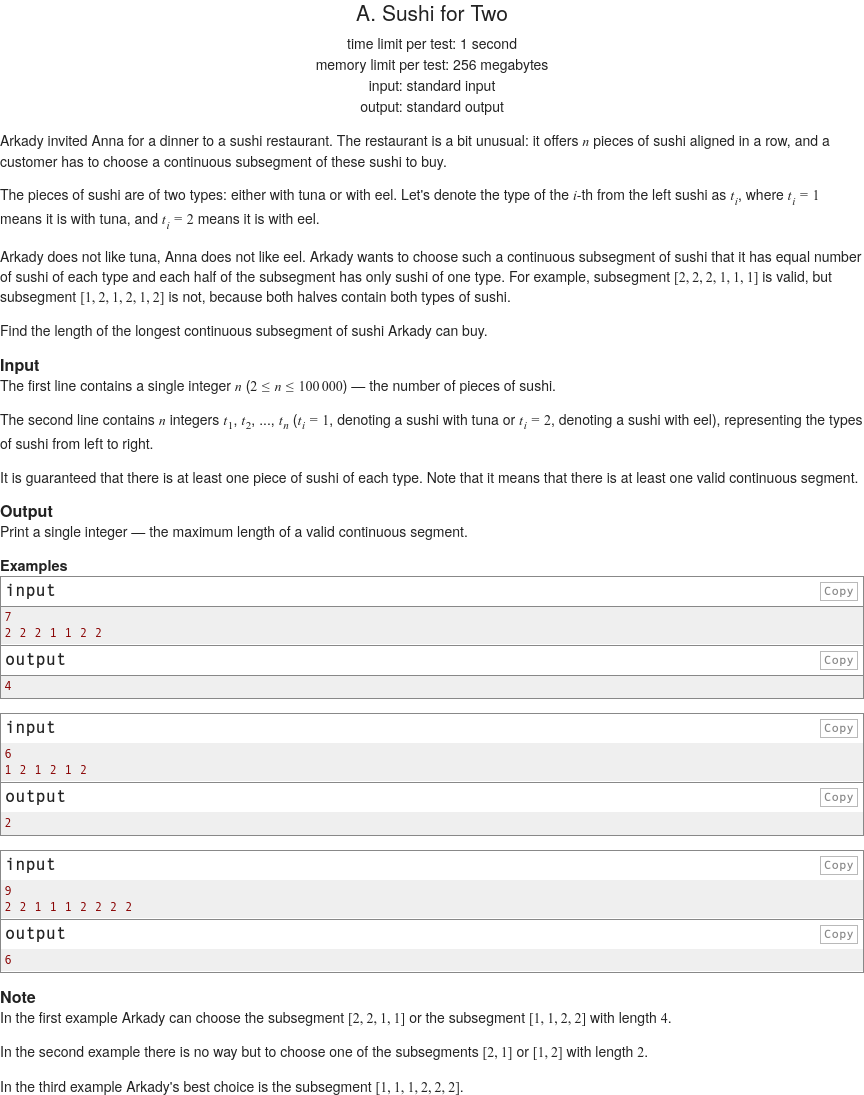 A. Sushi for Two
time limit per test: 1 second
memory limit per test: 256 megabytes
input: standard input
output: standard output
Arkady invited Anna for a dinner to a sushi restaurant. The restaurant is a bit unusual: it offers n pieces of sushi aligned in a row, and a
customer has to choose a continuous subsegment of these sushi to buy.
The pieces of sushi are of two types: either with tuna or with eel. Let's denote the type of the i-th from the left sushi as t_i, where t_i = 1
means it is with tuna, and t_i = 2 means it is with eel.
Arkady does not like tuna, Anna does not like eel. Arkady wants to choose such a continuous subsegment of sushi that it has equal number
of sushi of each type and each half of the subsegment has only sushi of one type. For example, subsegment [2, 2, 2, 1, 1, 1] is valid, but
subsegment [1, 2, 1, 2, 1, 2] is not, because both halves contain both types of sushi.
Find the length of the longest continuous subsegment of sushi Arkady can buy.
Input
The first line contains a single integer n (2 ≤ n ≤ 100 000) — the number of pieces of sushi.
The second line contains n integers t_1, t_2, ..., t_n (t_i = 1, denoting a sushi with tuna or t_i = 2, denoting a sushi with eel), representing the types
of sushi from left to right.
It is guaranteed that there is at least one piece of sushi of each type. Note that it means that there is at least one valid continuous segment.
Output
Print a single integer — the maximum length of a valid continuous segment.
Examples
input Copy
7
2 2 2 1 1 2 2
output Copy
4
input Copy
6
1 2 1 2 1 2
output Copy
2
input Copy
9
2 2 1 1 1 2 2 2 2
output Copy
6
Note
In the first example Arkady can choose the subsegment [2, 2, 1, 1] or the subsegment [1, 1, 2, 2] with length 4.
In the second example there is no way but to choose one of the subsegments [2, 1] or [1, 2] with length 2.
In the third example Arkady's best choice is the subsegment [1, 1, 1, 2, 2, 2].